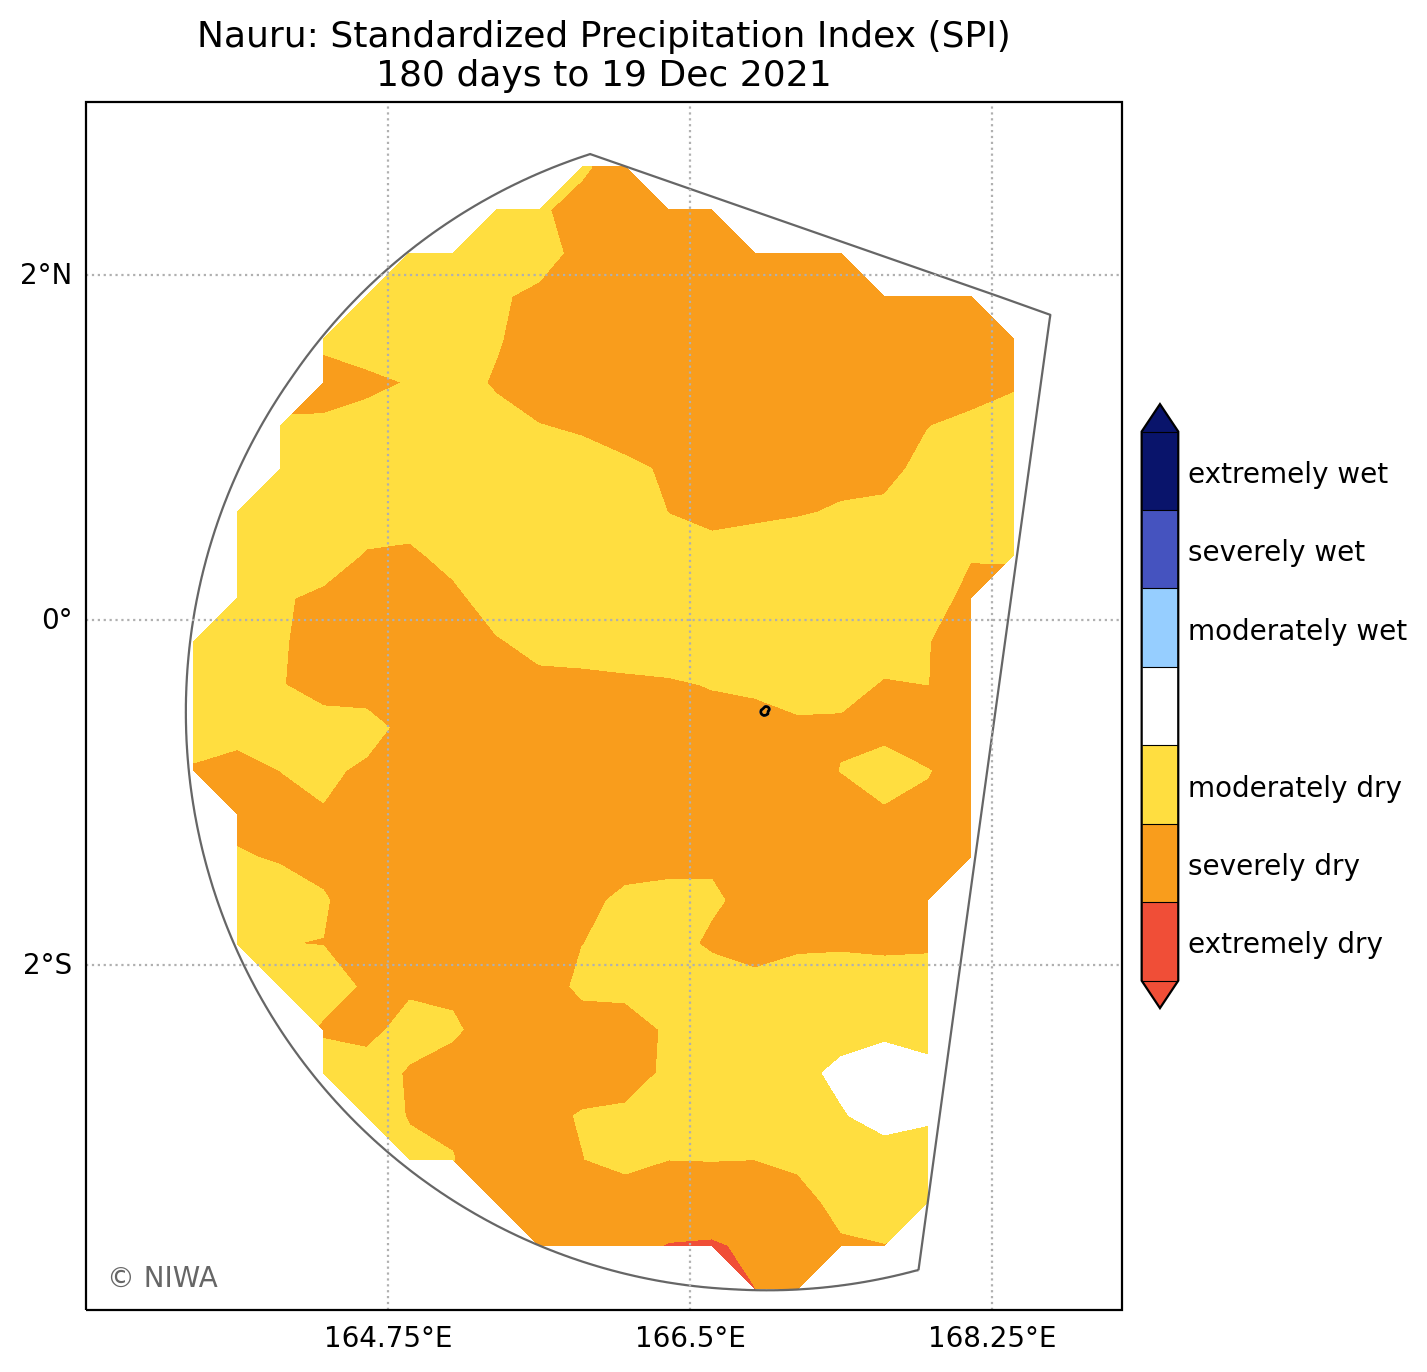 Nauru: Standardized Precipitation Index (SPI)
180 days to 19 Dec 2021
2°N
0°
2°S
164.75°E
166.5°E
168.25°E
extremely wet
severely wet
moderately wet
moderately dry
severely dry
extremely dry
© NIWA